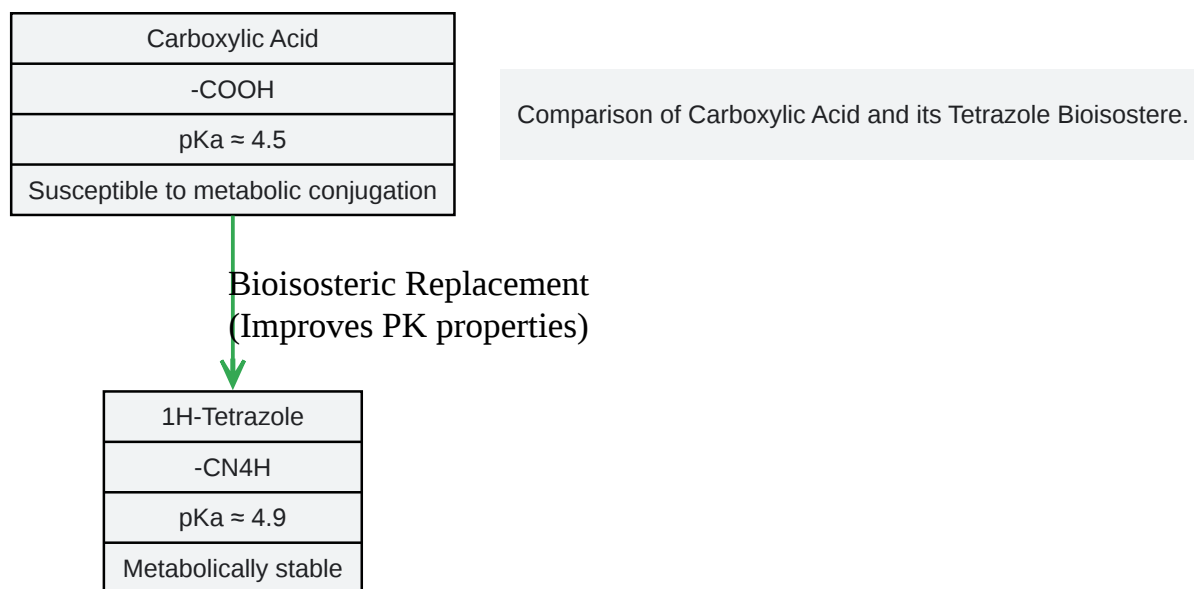 Carboxylic Acid
-COOH
pKa ≈ 4.5
Susceptible to metabolic conjugation
Comparison of Carboxylic Acid and its Tetrazole Bioisostere.
Bioisosteric Replacement
(Improves PK properties)
1H-Tetrazole
-CN4H
pKa ≈ 4.9
Metabolically stable